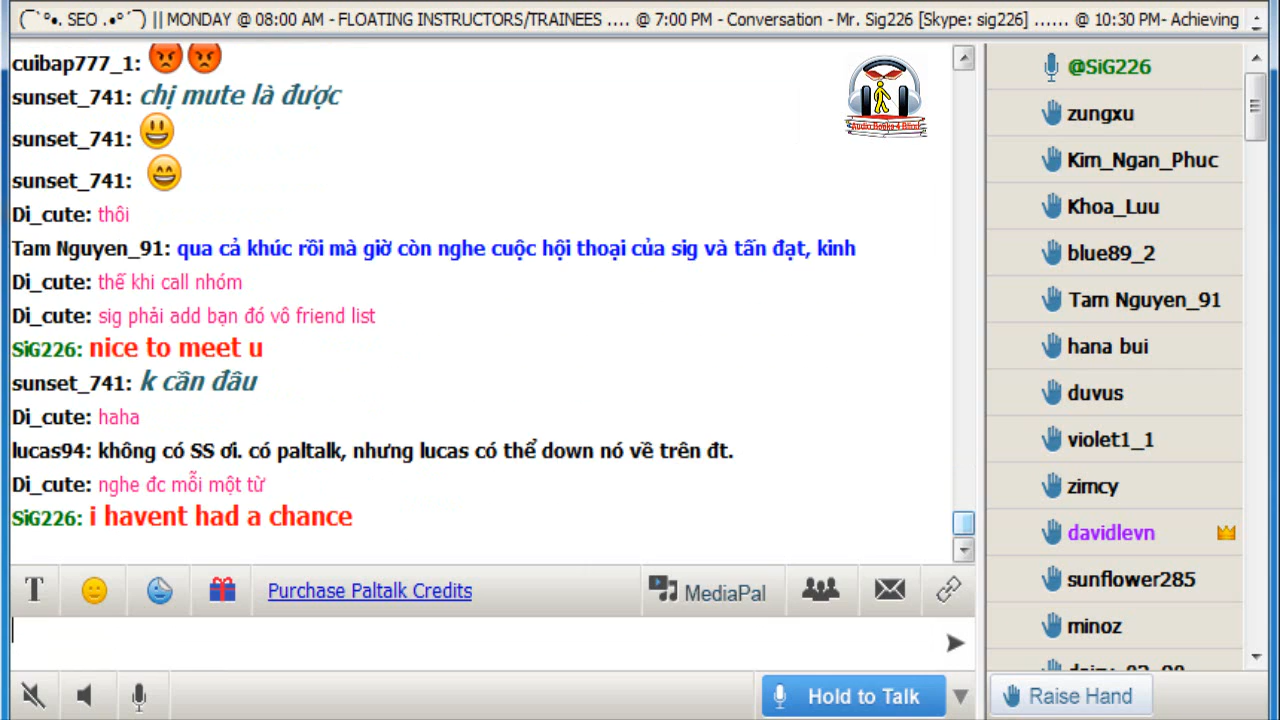 (¯`°•. SEO .•°´¯) || MONDAY @ 08:00 AM - FLOATING INSTRUCTORS/TRAINEES .... @ 7:00 PM - Conversation - Mr. Sig226 [Skype: sig226] ...... @ 10:30 PM- Achieving
cuibap777_1:
sunset_741: chị mute là được
sunset_741:
sunset_741:
Di_cute: thôi
Tam Nguyen_91: qua cả khúc rồi mà giờ còn nghe cuộc hội thoại của sig và tấn đạt, kinh
Di_cute: thế khi call nhóm
Di_cute: sig phải add bạn đó vô friend list
SiG226: nice to meet u
sunset_741: k cần đâu
Di_cute: haha
lucas94: không có SS ơi. có paltalk, nhưng lucas có thể down nó về trên đt.
Di_cute: nghe đc mỗi một từ
SiG226: i havent had a chance
Audio Books 4 Blind
T
Purchase Paltalk Credits
MediaPal
Hold to Talk
@SiG226
zungxu
Kim_Ngan_Phuc
Khoa_Luu
blue89_2
Tam Nguyen_91
hana bui
duvus
violet1_1
zimcy
davidlevn
sunflower285
minoz
Raise Hand